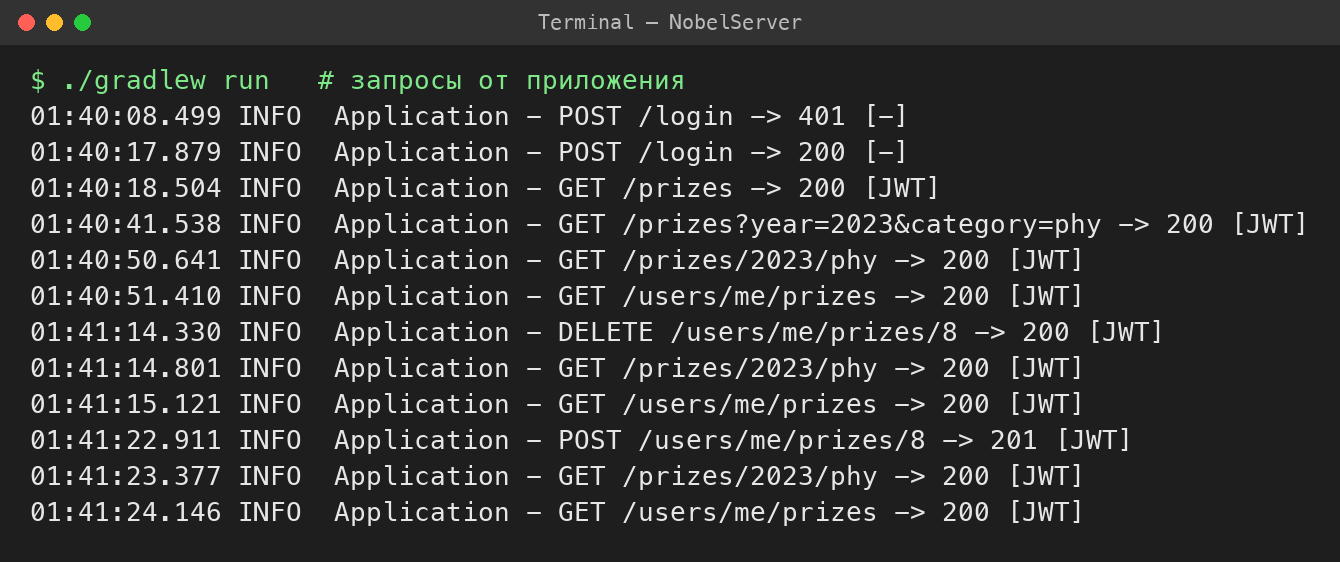 Terminal — NobelServer
$ ./gradlew run   # запросы от приложения
01:40:08.499 INFO  Application − POST /login −> 401 [−]
01:40:17.879 INFO  Application − POST /login −> 200 [−]
01:40:18.504 INFO  Application − GET /prizes −> 200 [JWT]
01:40:41.538 INFO  Application − GET /prizes?year=2023&category=phy −> 200 [JWT]
01:40:50.641 INFO  Application − GET /prizes/2023/phy −> 200 [JWT]
01:40:51.410 INFO  Application − GET /users/me/prizes −> 200 [JWT]
01:41:14.330 INFO  Application − DELETE /users/me/prizes/8 −> 200 [JWT]
01:41:14.801 INFO  Application − GET /prizes/2023/phy −> 200 [JWT]
01:41:15.121 INFO  Application − GET /users/me/prizes −> 200 [JWT]
01:41:22.911 INFO  Application − POST /users/me/prizes/8 −> 201 [JWT]
01:41:23.377 INFO  Application − GET /prizes/2023/phy −> 200 [JWT]
01:41:24.146 INFO  Application − GET /users/me/prizes −> 200 [JWT]